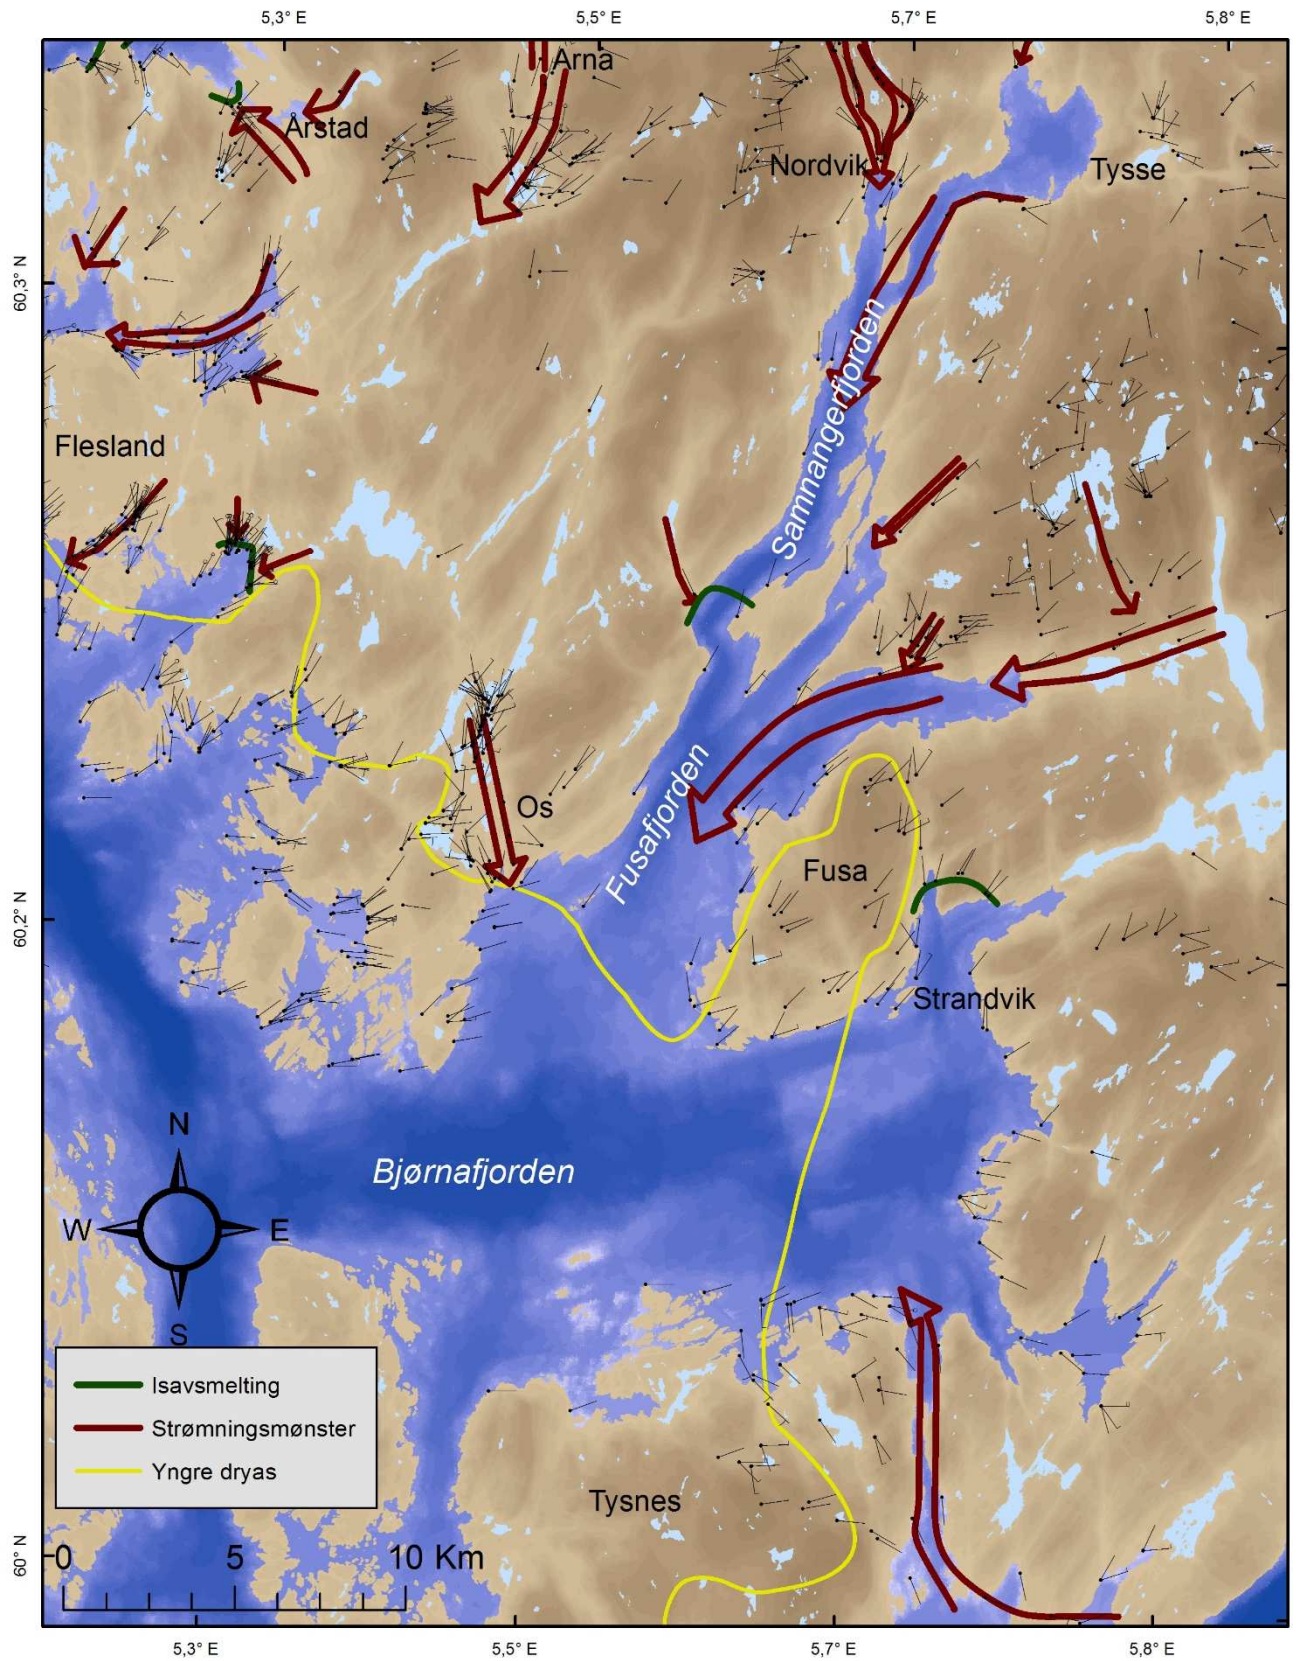 5,3° E 5,5° E 5,7° E 5,8° E
Arna
Årstad
Nordvik
Tysse
60,3° N
Samnangerfjorden
Flesland
Os
Fusafjorden
Fusa
60,2° N
Strandvik
N
Bjørnafjorden
W E
S
Isavsmelting
Strømningsmønster
Yngre dryas
Tysnes
60° N
0 5 10 Km
5,3° E 5,5° E 5,7° E 5,8° E